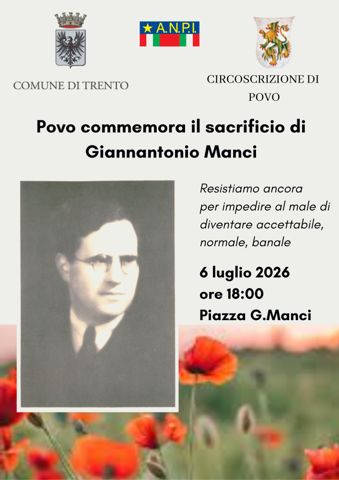 A.N.P.I.
COMUNE DI TRENTO
CIRCOSCRIZIONE DI
POVO
Povo commemora il sacrificio di
Giannantonio Manci
Resistiamo ancora
per impedire al male di
diventare accettabile,
normale, banale
6 luglio 2026
ore 18:00
Piazza G.Manci